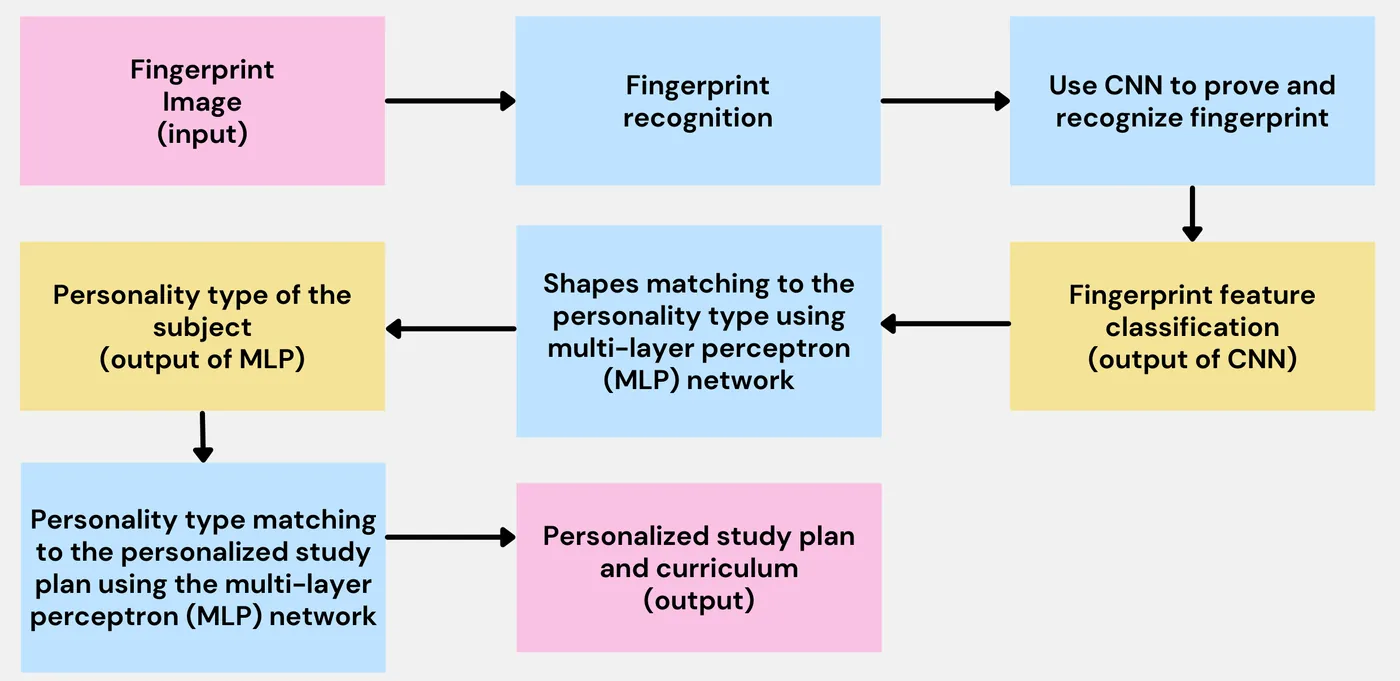 Fingerprint
Image
(input)
Fingerprint
recognition
Use CNN to prove and
recognize fingerprint
Fingerprint feature
classification
(output of CNN)
Shapes matching to the
personality type using
multi-layer perceptron
(MLP) network
Personality type of the
subject
(output of MLP)
Personality type matching
to the personalized study
plan using the multi-layer
perceptron (MLP) network
Personalized study plan
and curriculum
(output)